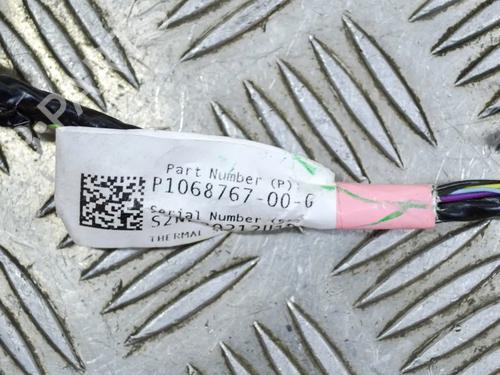 Part Number (P):
P1068767-00-G
Serial Number
THERMAL